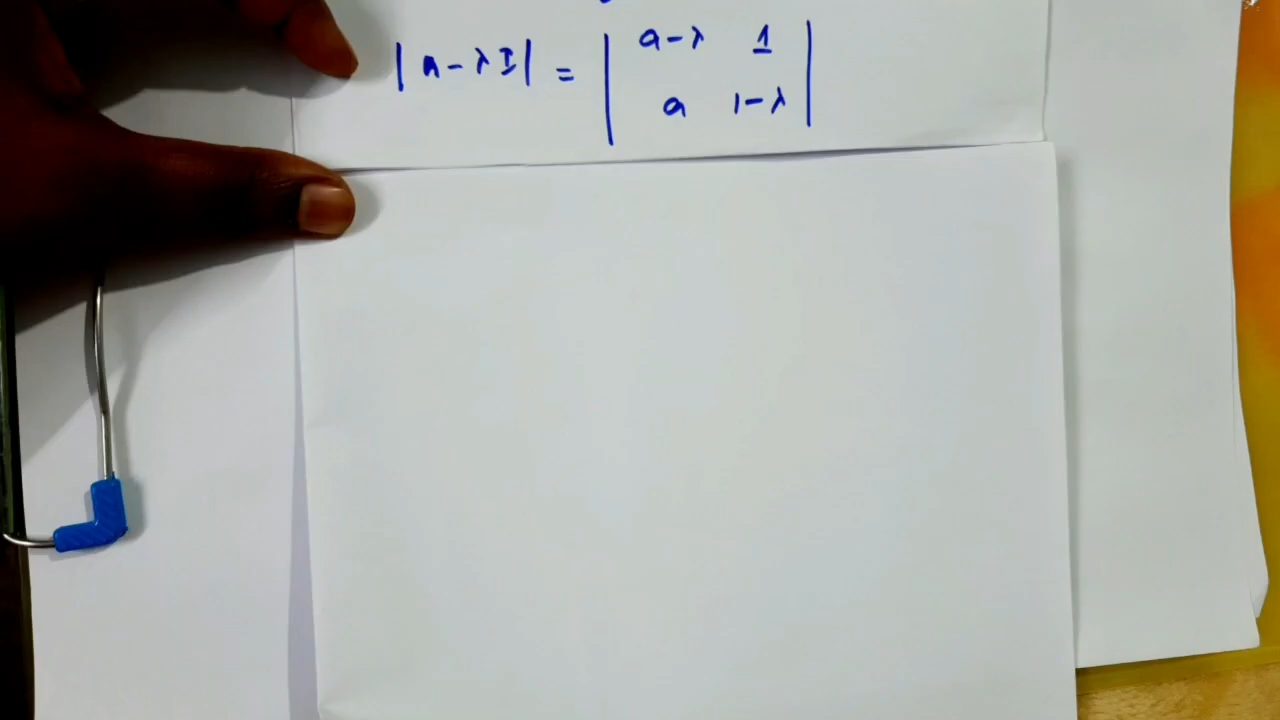 |A-λI| = | a-λ 1 |
| a 1-λ |